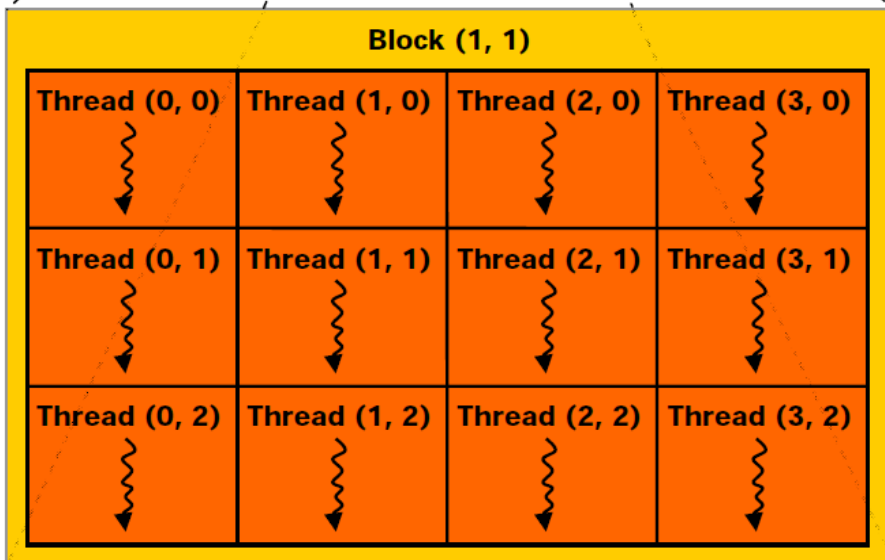 Block (1, 1)
Thread (0, 0) Thread (1, 0) Thread (2, 0) Thread (3, 0)
Thread (0, 1) Thread (1, 1) Thread (2, 1) Thread (3, 1)
Thread (0, 2) Thread (1, 2) Thread (2, 2) Thread (3, 2)